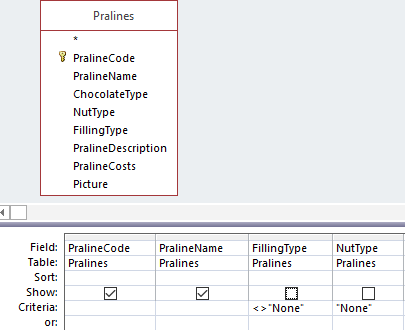 Pralines
*
PralineCode
PralineName
ChocolateType
NutType
FillingType
PralineDescription
PralineCosts
Picture
Field: PralineCode PralineName FillingType NutType
Table: Pralines Pralines Pralines Pralines
Sort:
Show:
Criteria: <>"None" "None"
or: